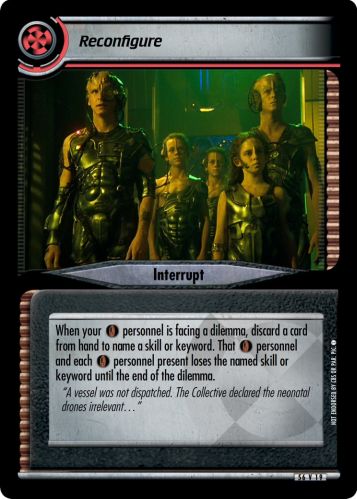 Reconfigure
Interrupt
When your personnel is facing a dilemma, discard a card
from hand to name a skill or keyword. That personnel
and each personnel present loses the named skill or
keyword until the end of the dilemma.
"A vessel was not dispatched. The Collective declared the neonatal
drones irrelevant…"
NOT ENDORSED BY CBS OR PAR. PIC.
56 V 19